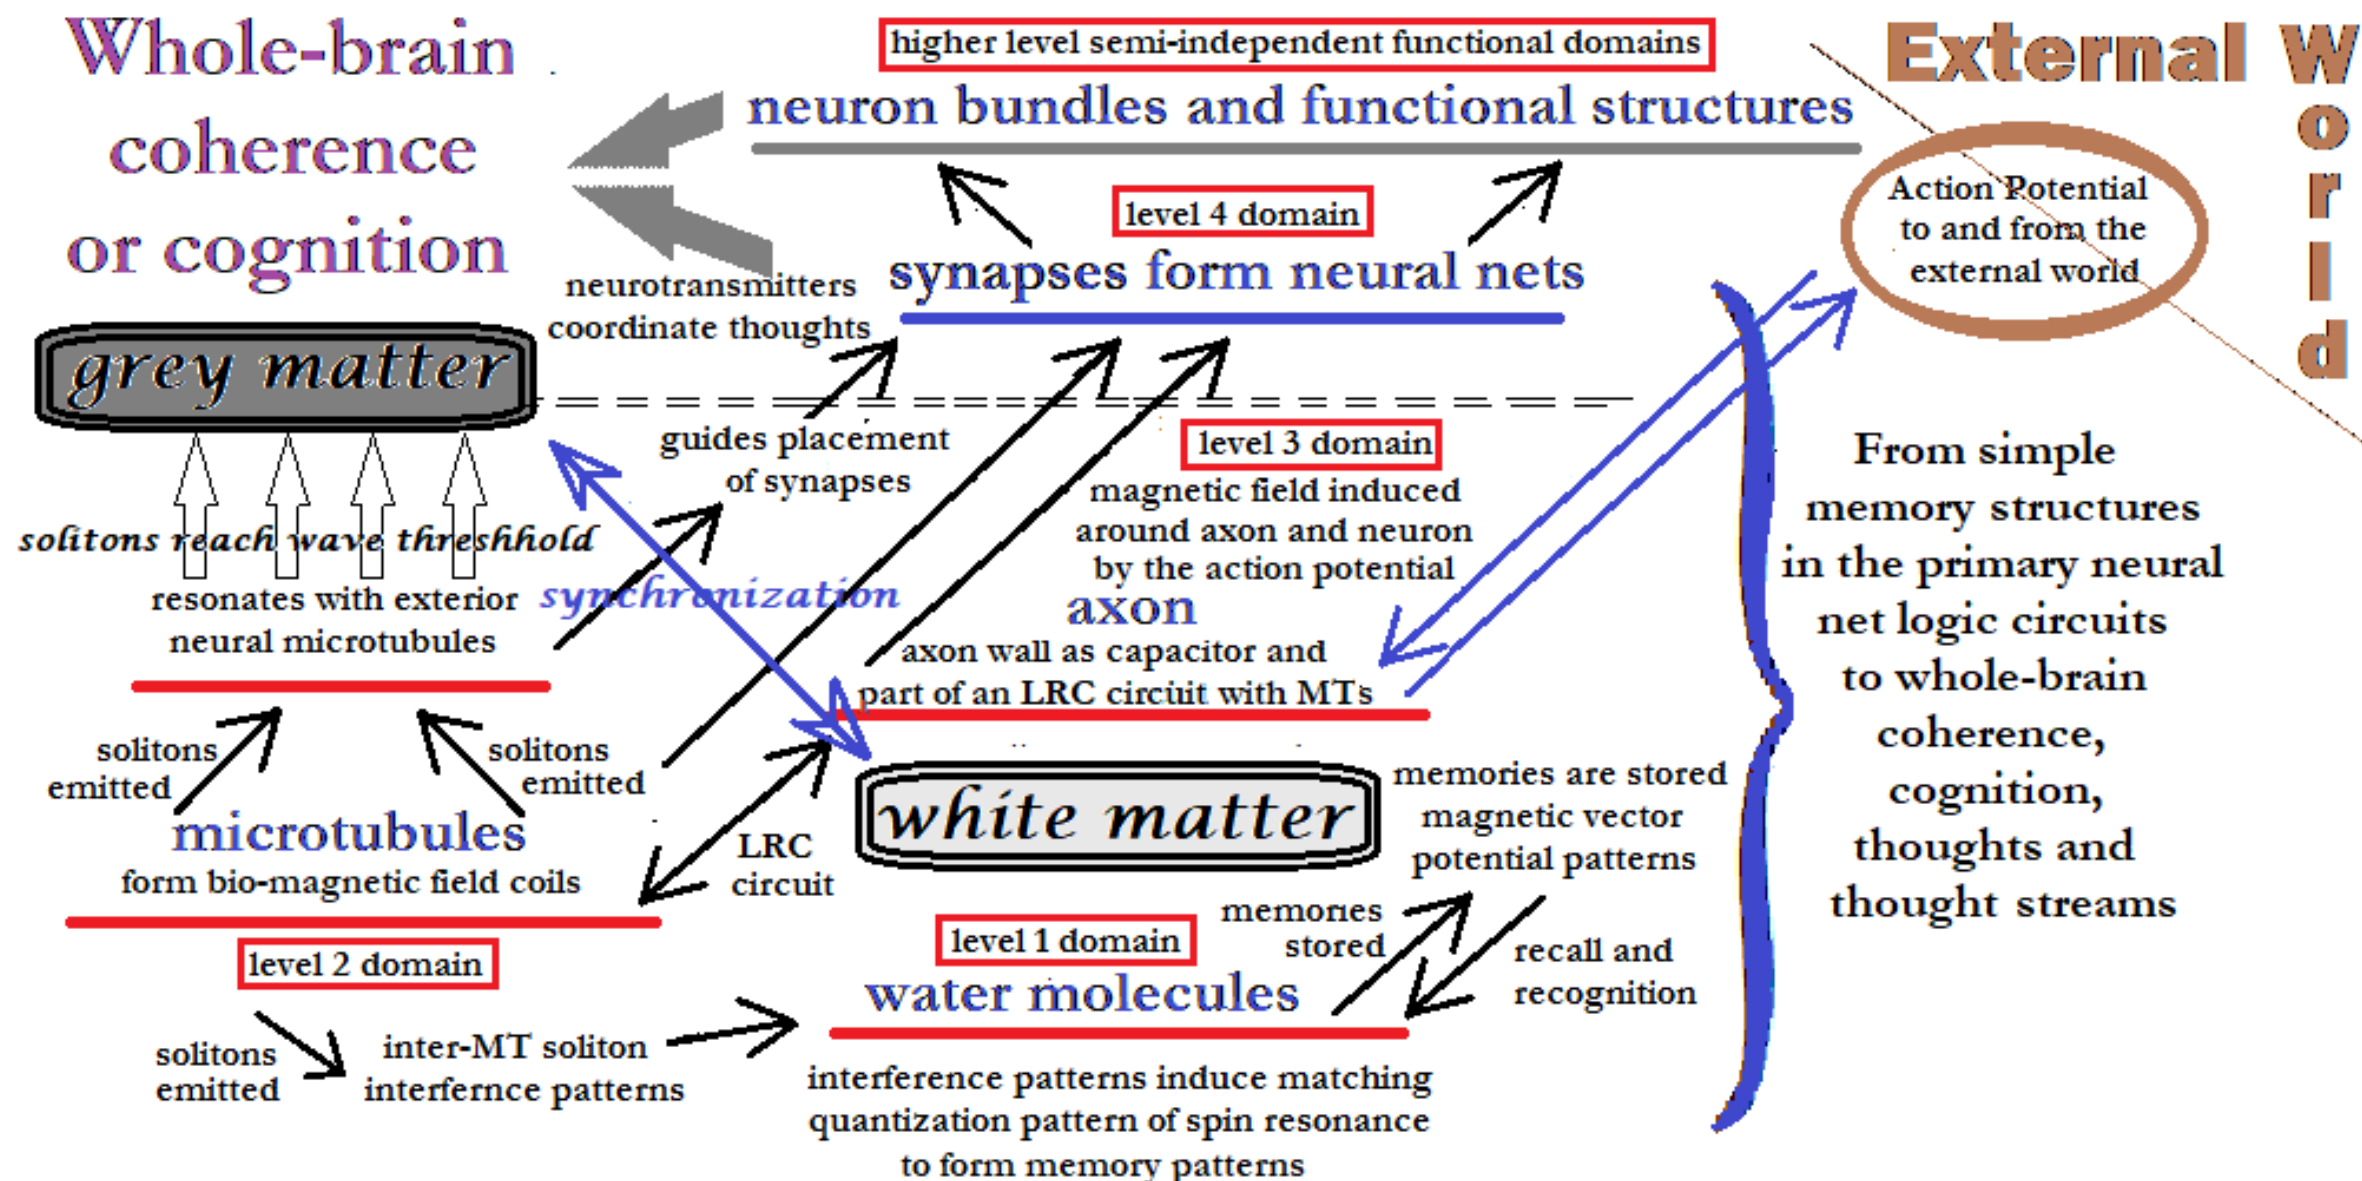 Whole-brain
coherence
or cognition
higher level semi-independent functional domains
neuron bundles and functional structures
External
World
Action Potential
to and from the
external world
level 4 domain
synapses form neural nets
neurotransmitters
coordinate thoughts
grey matter
guides placement
of synapses
level 3 domain
magnetic field induced
around axon and neuron
by the action potential
axon
axon wall as capacitor and
part of an LRC circuit with MTs
solitons reach wave threshhold
resonates with exterior
neural microtubules
synchronization
solitons
emitted
solitons
emitted
microtubules
form bio-magnetic field coils
level 2 domain
LRC
circuit
white matter
memories are stored
magnetic vector
potential patterns
memories
stored
recall and
recognition
level 1 domain
water molecules
solitons
emitted
inter-MT soliton
interfernce patterns
interference patterns induce matching
quantization pattern of spin resonance
to form memory patterns
From simple
memory structures
in the primary neural
net logic circuits
to whole-brain
coherence,
cognition,
thoughts and
thought streams